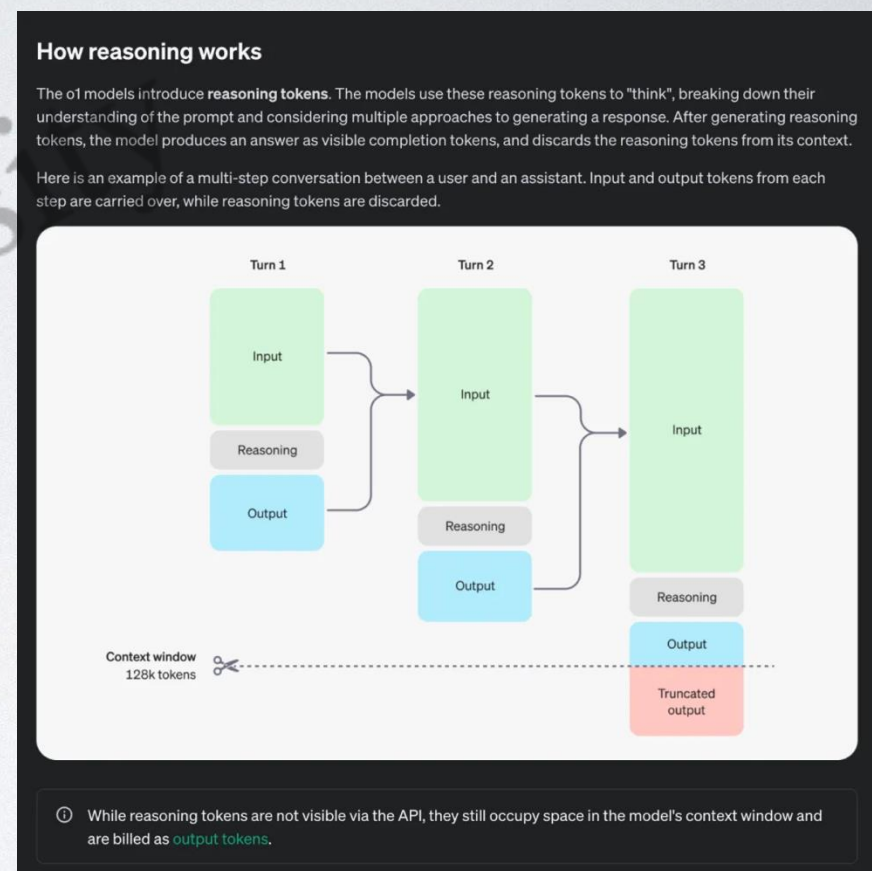 How reasoning works
The o1 models introduce reasoning tokens. The models use these reasoning tokens to "think", breaking down their
understanding of the prompt and considering multiple approaches to generating a response. After generating reasoning
tokens, the model produces an answer as visible completion tokens, and discards the reasoning tokens from its context.
Here is an example of a multi-step conversation between a user and an assistant. Input and output tokens from each
step are carried over, while reasoning tokens are discarded.
Turn 1
Turn 2
Turn 3
Input
Input
Input
Reasoning
Output
Reasoning
Output
Reasoning
Output
Context window
128k tokens
Truncated
output
While reasoning tokens are not visible via the API, they still occupy space in the model's context window and
are billed as output tokens.